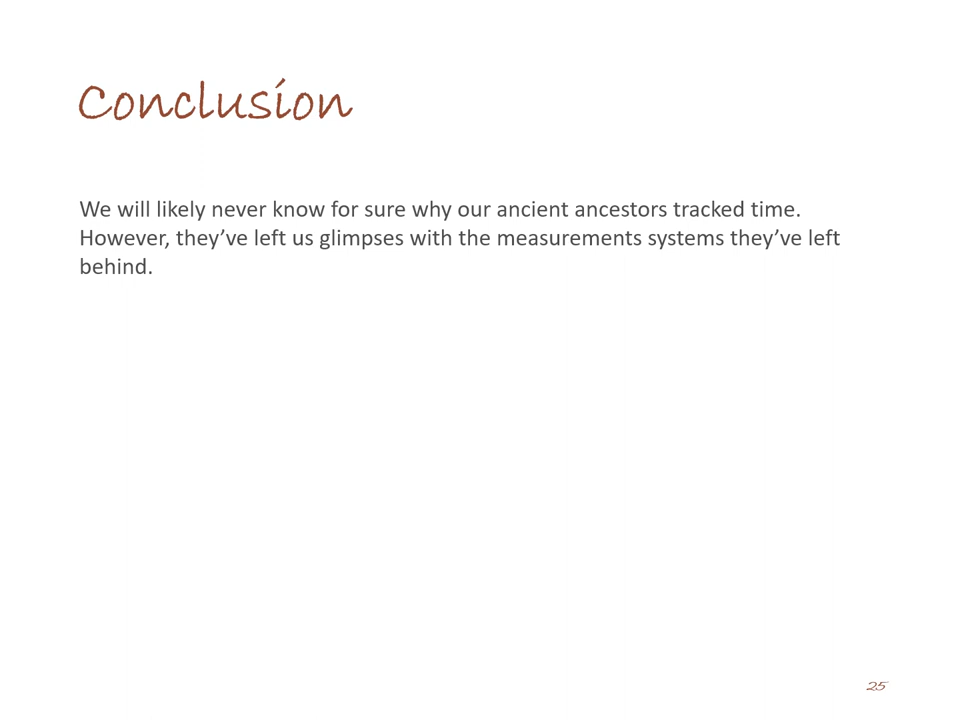 Conclusion
We will likely never know for sure why our ancient ancestors tracked time.
However, they’ve left us glimpses with the measurements systems they’ve left
behind.
25